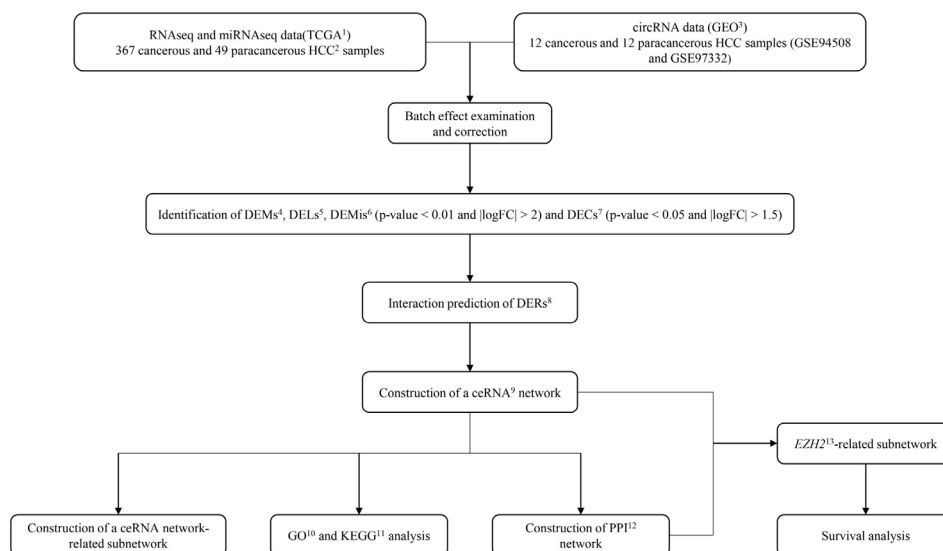 RNAseq and miRNAseq data(TCGA¹)
367 cancerous and 49 paracancerous HCC² samples
circRNA data (GEO³)
12 cancerous and 12 paracancerous HCC samples (GSE94508
and GSE97332)
Batch effect examination
and correction
Identification of DEMs⁴, DELs⁵, DEMis⁶ (p-value < 0.01 and |logFC| > 2) and DECs⁷ (p-value < 0.05 and |logFC| > 1.5)
Interaction prediction of DERs⁸
Construction of a ceRNA⁹ network
EZH2¹³-related subnetwork
Construction of a ceRNA network-
related subnetwork
GO¹⁰ and KEGG¹¹ analysis
Construction of PPI¹²
network
Survival analysis